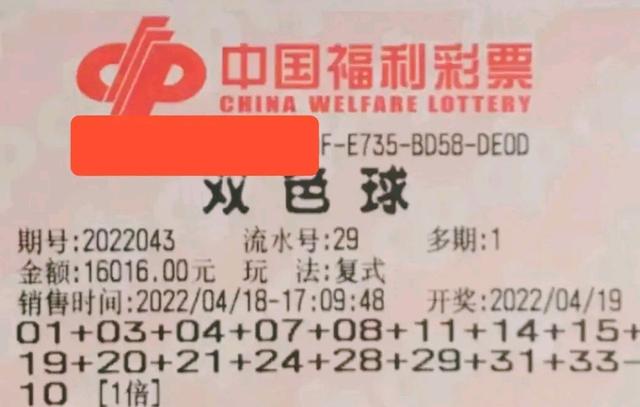 中国福利彩票
CHINA WELFARE LOTTERY
F-E735-BD58-DE0D
双色球
期号:2022043 流水号:29 多期:1
金额:16016.00元 玩 法:复式
销售时间:2022/04/18-17:09:48 开奖:2022/04/19
01+03+04+07+08+11+14+15+
19+20+21+24+28+29+31+33-
10 [1倍]